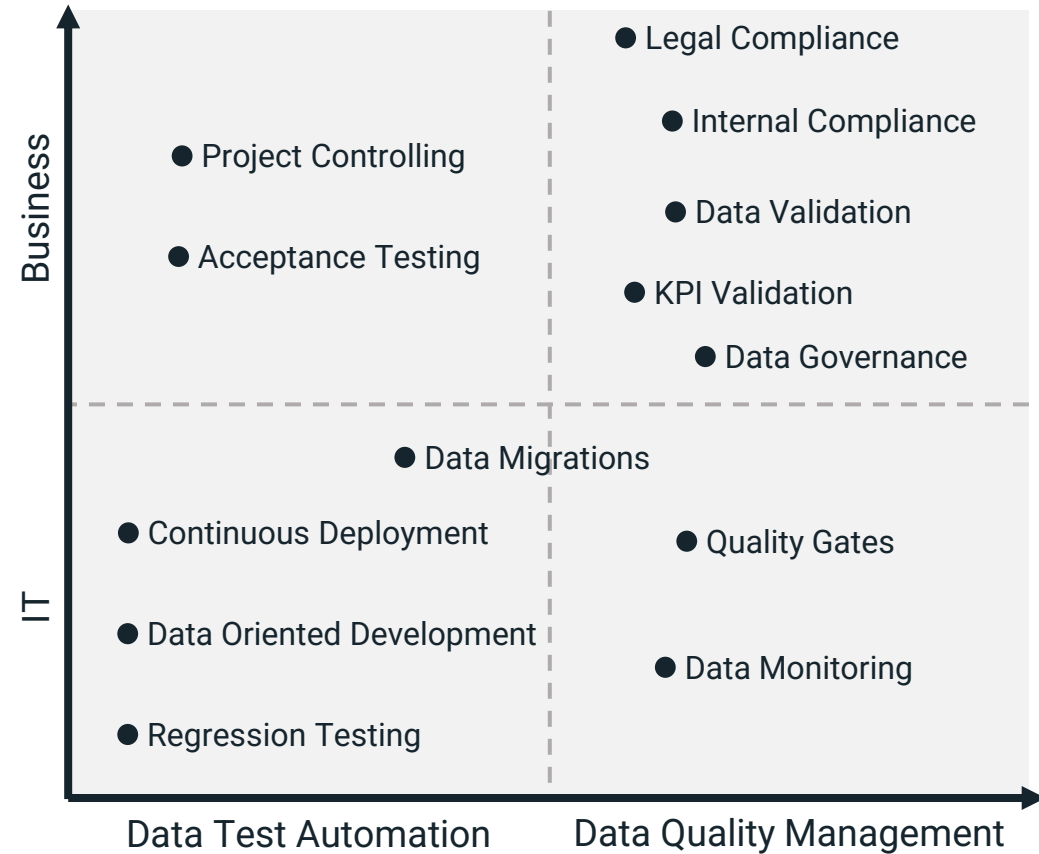 Business
IT
Legal Compliance
Internal Compliance
Project Controlling
Data Validation
Acceptance Testing
KPI Validation
Data Governance
Data Migrations
Continuous Deployment
Quality Gates
Data Oriented Development
Data Monitoring
Regression Testing
Data Test Automation
Data Quality Management